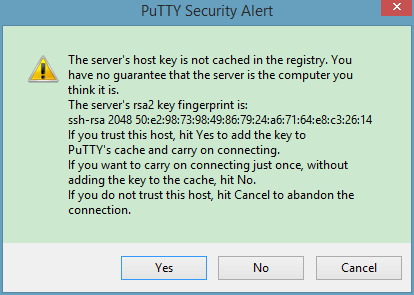 PuTTY Security Alert
The server's host key is not cached in the registry. You
have no guarantee that the server is the computer you
think it is.
The server's rsa2 key fingerprint is:
ssh-rsa 2048 50:e2:98:73:98:49:86:79:24:a6:71:64:e8:c3:26:14
If you trust this host, hit Yes to add the key to
PuTTY's cache and carry on connecting.
If you want to carry on connecting just once, without
adding the key to the cache, hit No.
If you do not trust this host, hit Cancel to abandon the
connection.
Yes
No
Cancel